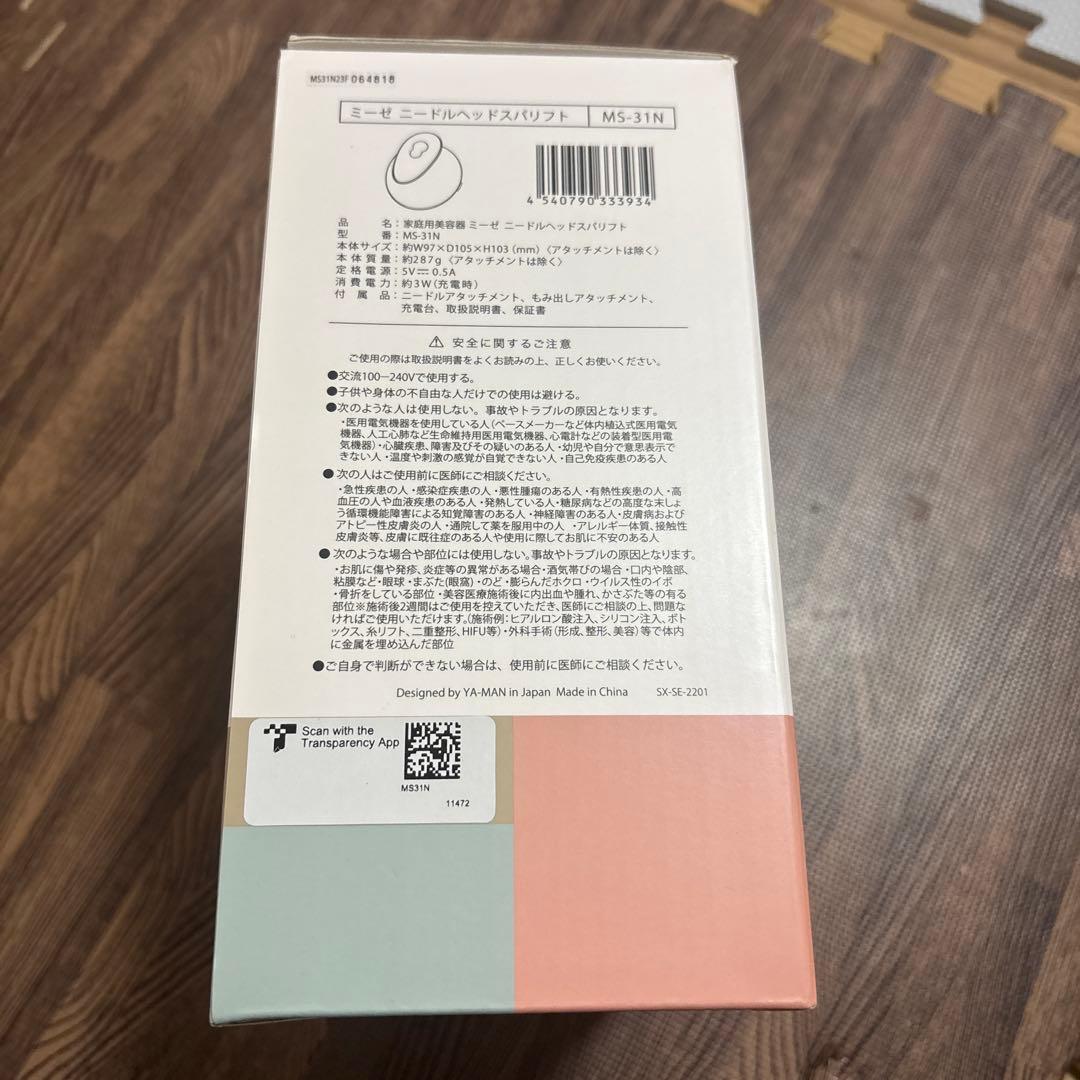 MS31N23F 064818
ミーゼ ニードルヘッドスパリフト MS-31N
4 540790 333934
品名：家庭用美容器 ミーゼ ニードルヘッドスパリフト
型番：MS-31N
本体サイズ：約W97×D105×H103（mm）〈アタッチメントは除く〉
本体質量：約287g〈アタッチメントは除く〉
定格電源：5V⎓0.5A
消費電力：約3W（充電時）
付属品：ニードルアタッチメント、もみ出しアタッチメント、
充電台、取扱説明書、保証書
⚠ 安全に関するご注意
ご使用の際は取扱説明書をよくお読みの上、正しくお使いください。
●交流100−240Vで使用する。
●子供や身体の不自由な人だけでの使用は避ける。
●次のような人は使用しない。事故やトラブルの原因となります。
・医用電気機器を使用している人（ペースメーカーなど体内植込式医用電気
機器、人工心肺など生命維持用医用電気機器、心電計などの装着型医用電
気機器）・心臓疾患、障害及びその疑いのある人・幼児や自分で意思表示で
きない人・温度や刺激の感覚が自覚できない人・自己免疫疾患のある人
●次の人はご使用前に医師にご相談ください。
・急性疾患の人・感染症疾患の人・悪性腫瘍のある人・有熱性疾患の人・高
血圧の人や血液疾患のある人・発熱している人・糖尿病などの高度な末しょ
う循環機能障害による知覚障害のある人・神経障害の人・皮膚病および
アトピー性皮膚炎の人・通院して薬を服用中の人・アレルギー体質、接触性
皮膚炎等、皮膚に既往症のある人や使用に際してお肌に不安のある人
●次のような場合や部位には使用しない。事故やトラブルの原因となります。
・お肌に傷や発疹、炎症等の異常がある場合・酒気帯びの場合・口内や陰部、
粘膜など・眼球・まぶた(眼窩)・のど・膨らんだホクロ・ウイルス性のイボ
・骨折をしている部位・美容医療施術後に内出血や腫れ、かさぶた等の有る
部位※施術後2週間はご使用を控えていただき、医師にご相談の上、問題な
ければご使用いただけます。（施術例：ヒアルロン酸注入、シリコン注入、ボト
ックス、糸リフト、二重整形、HIFU等）・外科手術（形成、整形、美容）等で体内
に金属を埋め込んだ部位
●ご自身で判断ができない場合は、使用前に医師にご相談ください。
Designed by YA-MAN in Japan Made in China SX-SE-2201
Scan with the
Transparency App
MS31N
11472